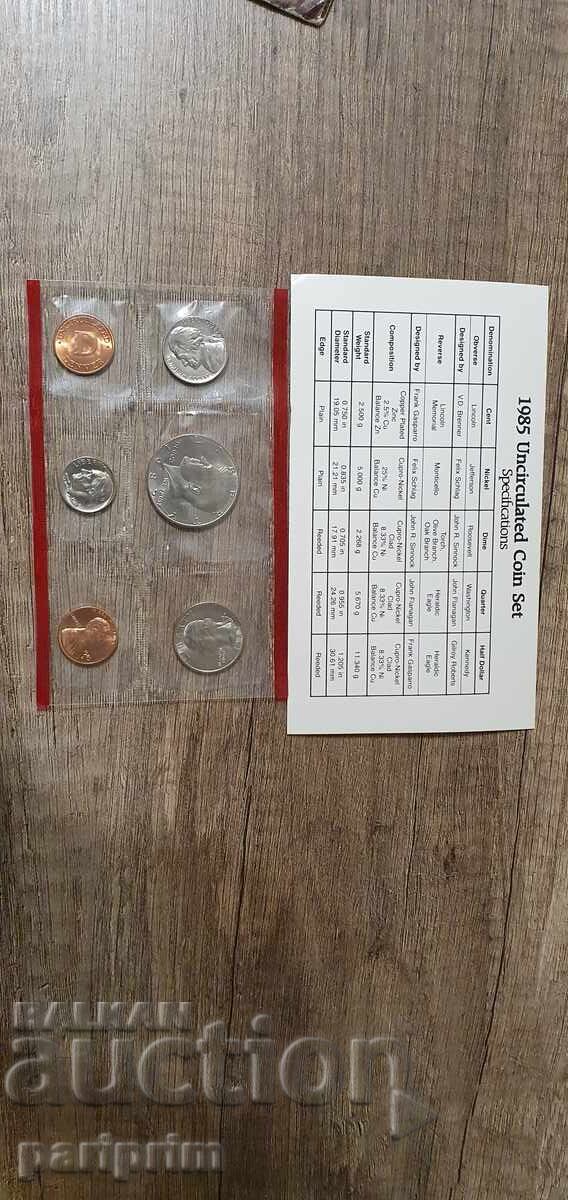 1985 Uncirculated Coin Set
Specifications
Denomination Cent Nickel Dime Quarter Half Dollar
Obverse Lincoln Jefferson Roosevelt Washington Kennedy
Designed by V.D. Brenner Felix Schlag John R. Sinnock John Flanagan Gilroy Roberts
Reverse Lincoln Memorial Monticello Torch, Olive Branch, Oak Branch Heraldic Eagle Heraldic Eagle
Designed by Frank Gasparro Felix Schlag John R. Sinnock John Flanagan Frank Gasparro
Composition Copper Plated Zinc 2.5% Cu Balance Zn Cupro-Nickel 25% Ni Balance Cu Cupro-Nickel Clad 8.33% Ni Balance Cu Cupro-Nickel Clad 8.33% Ni Balance Cu Cupro-Nickel Clad 8.33% Ni Balance Cu
Standard Weight 2.500 g 5.000 g 2.268 g 5.670 g 11.340 g
Standard Diameter 0.750 in 19.05 mm 0.835 in 21.21 mm 0.705 in 17.91 mm 0.955 in 24.26 mm 1.205 in 30.61 mm
Edge Plain Plain Reeded Reeded Reeded
BALKAN
auction
pariprim